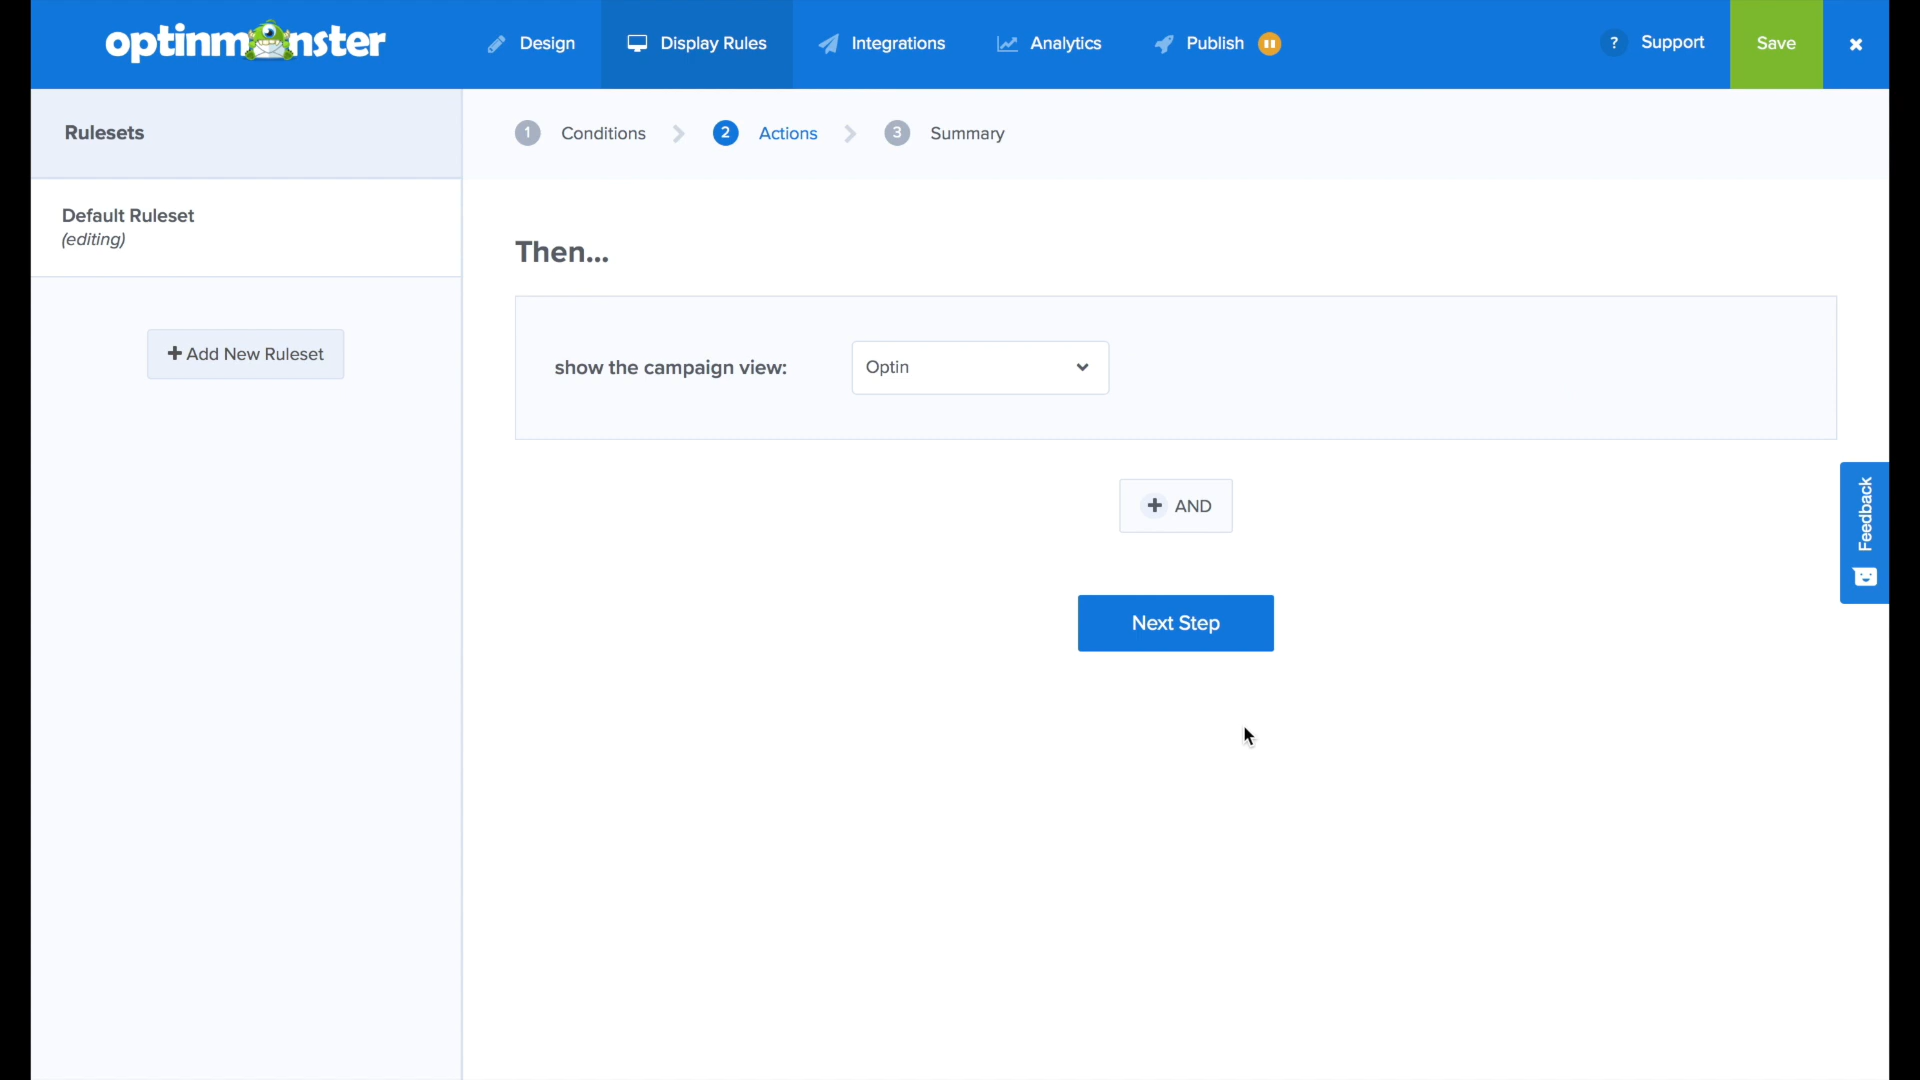 optinmonster
Design
Display Rules
Integrations
Analytics
Publish
? Support
Save
Rulesets
1 Conditions
2 Actions
3 Summary
Default Ruleset
(editing)
+ Add New Ruleset
Then...
show the campaign view:
Optin
+ AND
Next Step
Feedback